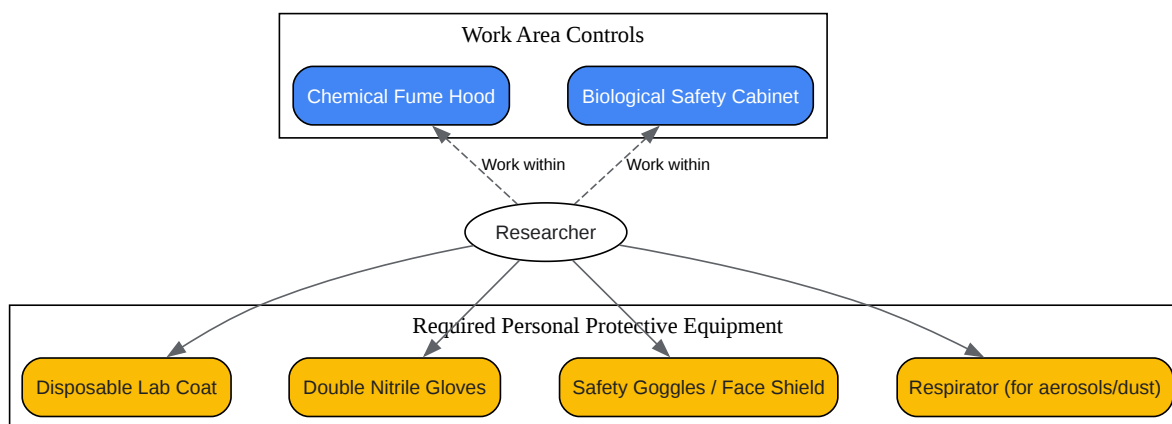 Work Area Controls
Chemical Fume Hood
Biological Safety Cabinet
Work within
Work within
Researcher
Required Personal Protective Equipment
Disposable Lab Coat
Double Nitrile Gloves
Safety Goggles / Face Shield
Respirator (for aerosols/dust)